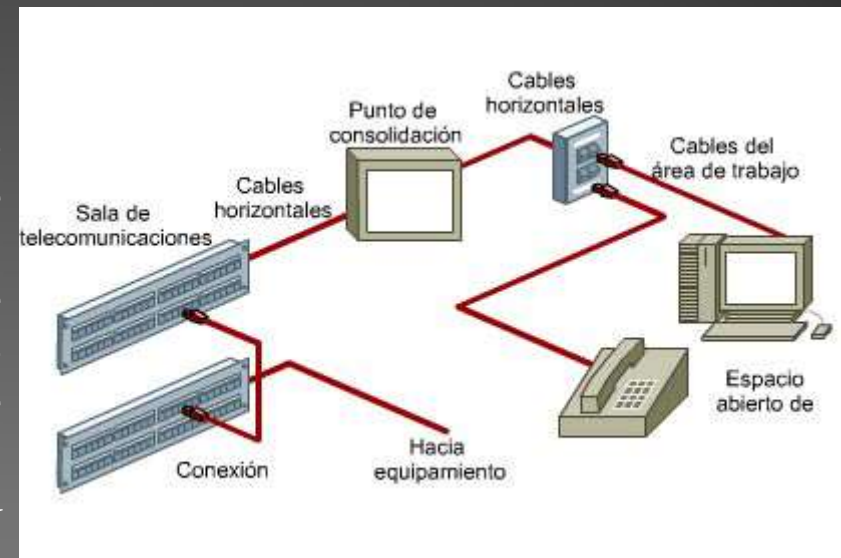 Cables
horizontales
Punto de
consolidación
Cables del
área de trabajo
Cables
horizontales
Sala de
telecomunicaciones
Espacio
abierto de
Hacia
equipamiento
Conexión